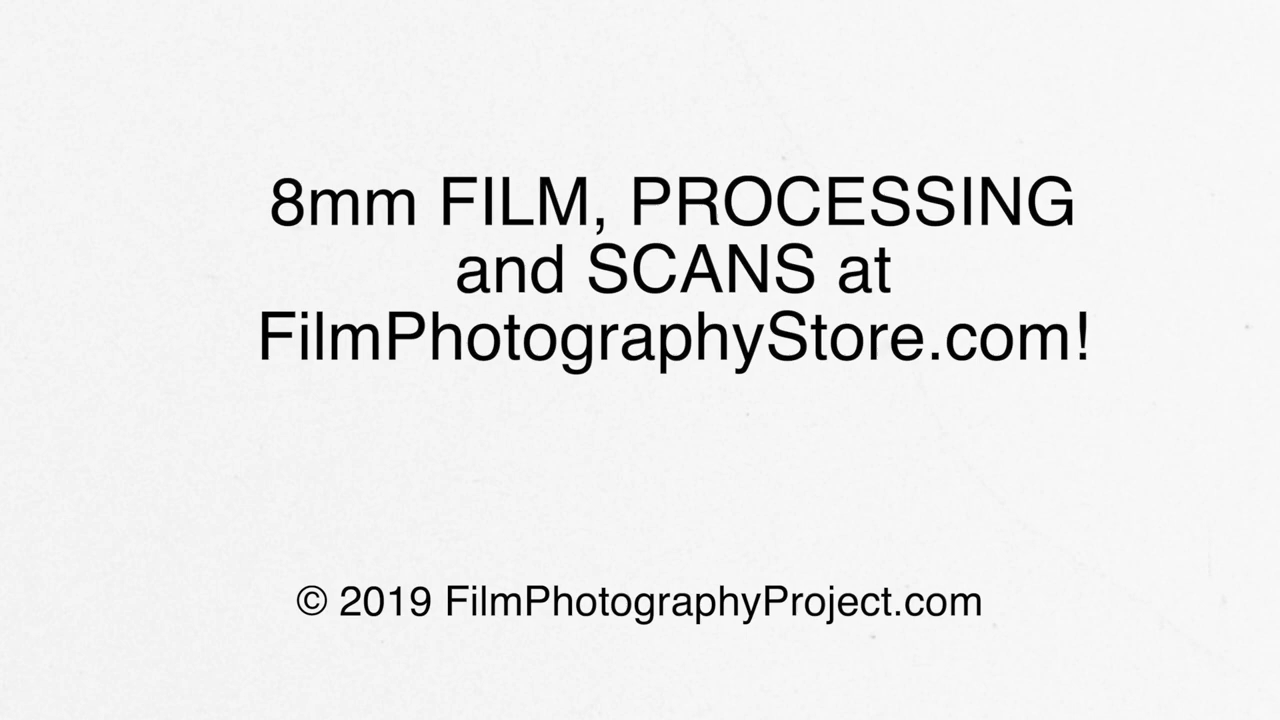 8mm FILM, PROCESSING
and SCANS at
FilmPhotographyStore.com!
© 2019 FilmPhotographyProject.com